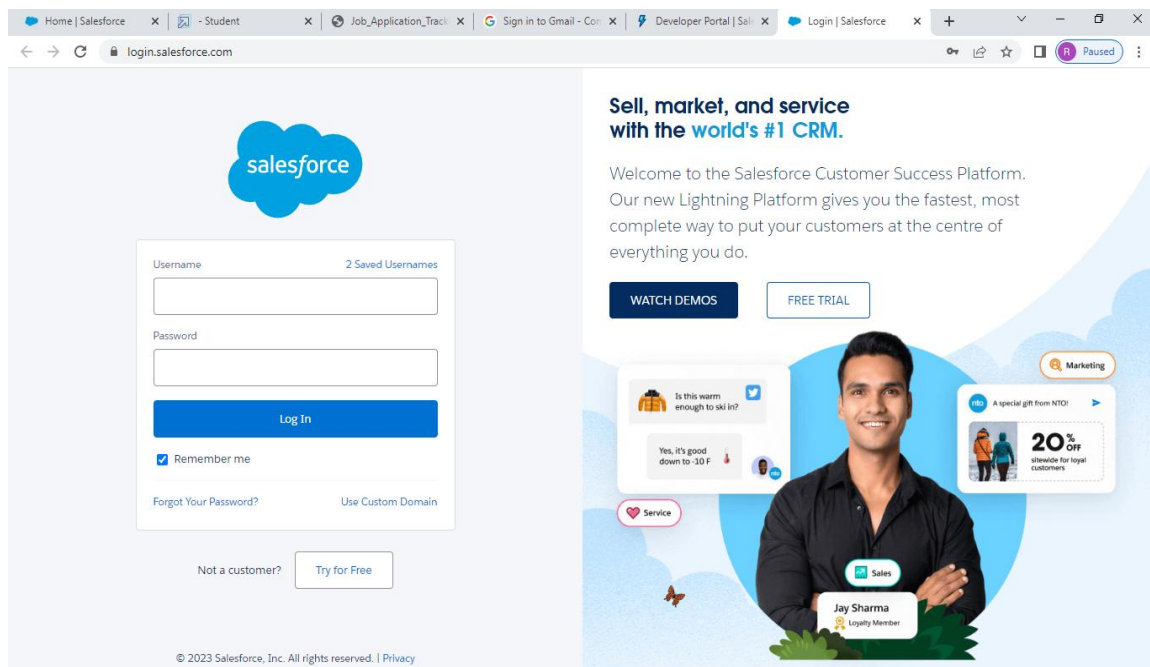 Home | Salesforce
- Student
Job_Application_Track
Sign in to Gmail - Con
Developer Portal | Sale
Login | Salesforce
login.salesforce.com
R
Paused
salesforce
Username
2 Saved Usernames
Password
Log In
Remember me
Forgot Your Password?
Use Custom Domain
Not a customer?
Try for Free
© 2023 Salesforce, Inc. All rights reserved. | Privacy
Sell, market, and service
with the world's #1 CRM.
Welcome to the Salesforce Customer Success Platform.
Our new Lightning Platform gives you the fastest, most
complete way to put your customers at the centre of
everything you do.
WATCH DEMOS
FREE TRIAL
Is this warm
enough to ski in?
Yes, it's good
down to -10 F
nto
Service
Marketing
nto
A special gift from NTO!
20% OFF
sitewide for loyal
customers
Sales
Jay Sharma
Loyalty Member